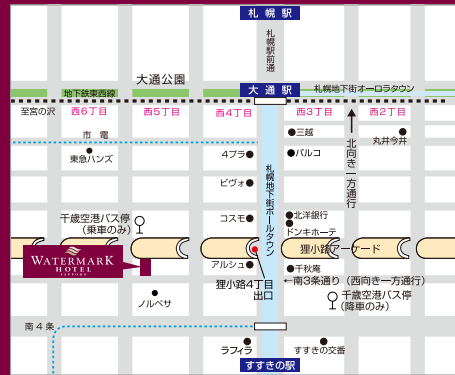 札幌駅
札幌駅前通
大通公園
大通駅
札幌地下街オーロラタウン
地下鉄東西線
至宮の沢
西6丁目
西5丁目
西4丁目
西3丁目
西2丁目
市電
東急ハンズ
4プラ
三越
パルコ
北向き一方通行
丸井今井
ピヴォ
札幌地下街ポールタウン
コスモ
北洋銀行
ドンキホーテ
千歳空港バス停
（乗車のみ）
狸小路アーケード
WATERMARK
HOTEL
SAPPORO
アルシュ
千秋庵
←南3条通り（西向き一方通行）
狸小路4丁目
出口
千歳空港バス停
（降車のみ）
ノルベサ
南4条
ラフィラ
すすきの交番
すすきの駅